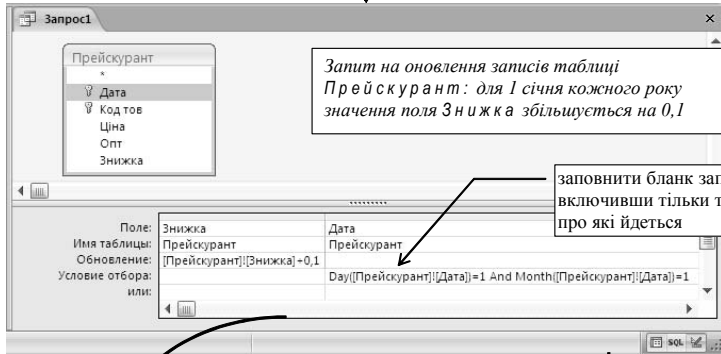 Запрос1
Прейскурант
*
Дата
Код тов
Ціна
Опт
Знижка
Запит на оновлення записів таблиці
Прейскурант: для 1 січня кожного року
значення поля Знижка збільшується на 0,1
заповнити бланк
включивши тільки
про які йдеться
Поле: Знижка Дата
Имя таблицы: Прейскурант Прейскурант
Обновление: [Прейскурант]![Знижка]+0,1
Условие отбора: Day([Прейскурант]![Дата])=1 And Month([Прейскурант]![Дата])=1
или:
SQL